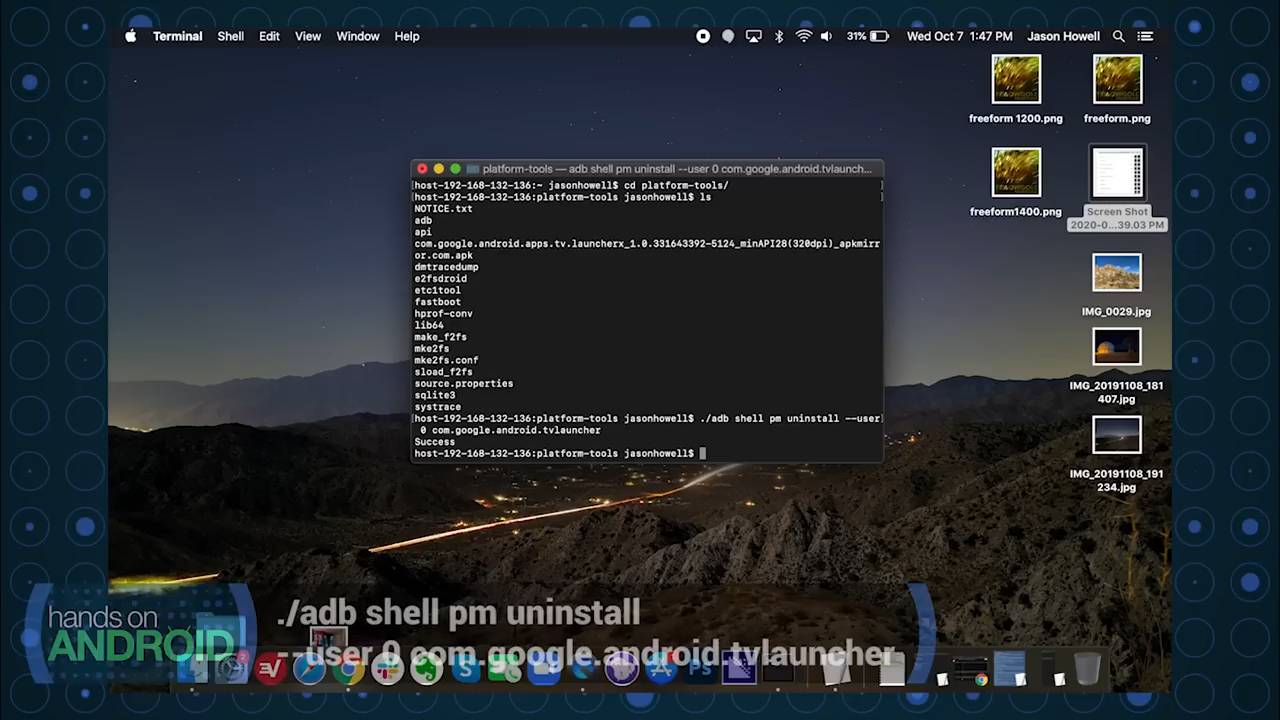 Terminal Shell Edit View Window Help 31% Wed Oct 7 1:47 PM Jason Howell
freeform 1200.png freeform.png
freeform1400.png Screen Shot
2020-0...39.03 PM
IMG_0029.jpg
IMG_20191108_181
407.jpg
IMG_20191108_191
234.jpg
platform-tools — adb shell pm uninstall --user 0 com.google.android.tvlaunch...
[host-192-168-132-136:~ jasonhowell$ cd platform-tools/ ]
[host-192-168-132-136:platform-tools jasonhowell$ ls ]
NOTICE.txt
adb
api
com.google.android.apps.tv.launcherx_1.0.331643392-5124_minAPI28(320dpi)_apkmirr
or.com.apk
dmtracedump
e2fsdroid
etc1tool
fastboot
hprof-conv
lib64
make_f2fs
mke2fs
mke2fs.conf
sload_f2fs
source.properties
sqlite3
systrace
[host-192-168-132-136:platform-tools jasonhowell$ ./adb shell pm uninstall --user]
0 com.google.android.tvlauncher
Success
host-192-168-132-136:platform-tools jasonhowell$
hands on
ANDROID
./adb shell pm uninstall
--user 0 com.google.android.tvlauncher